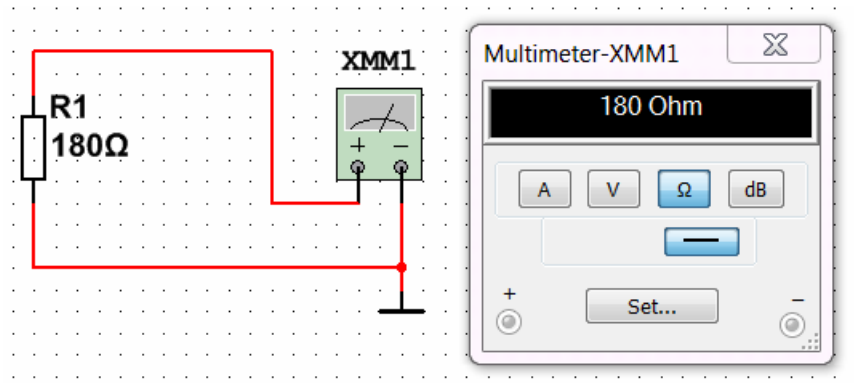 XMM1
R1
180Ω
+ −
Multimeter-XMM1
180 Ohm
A V Ω dB
Set...
+ −